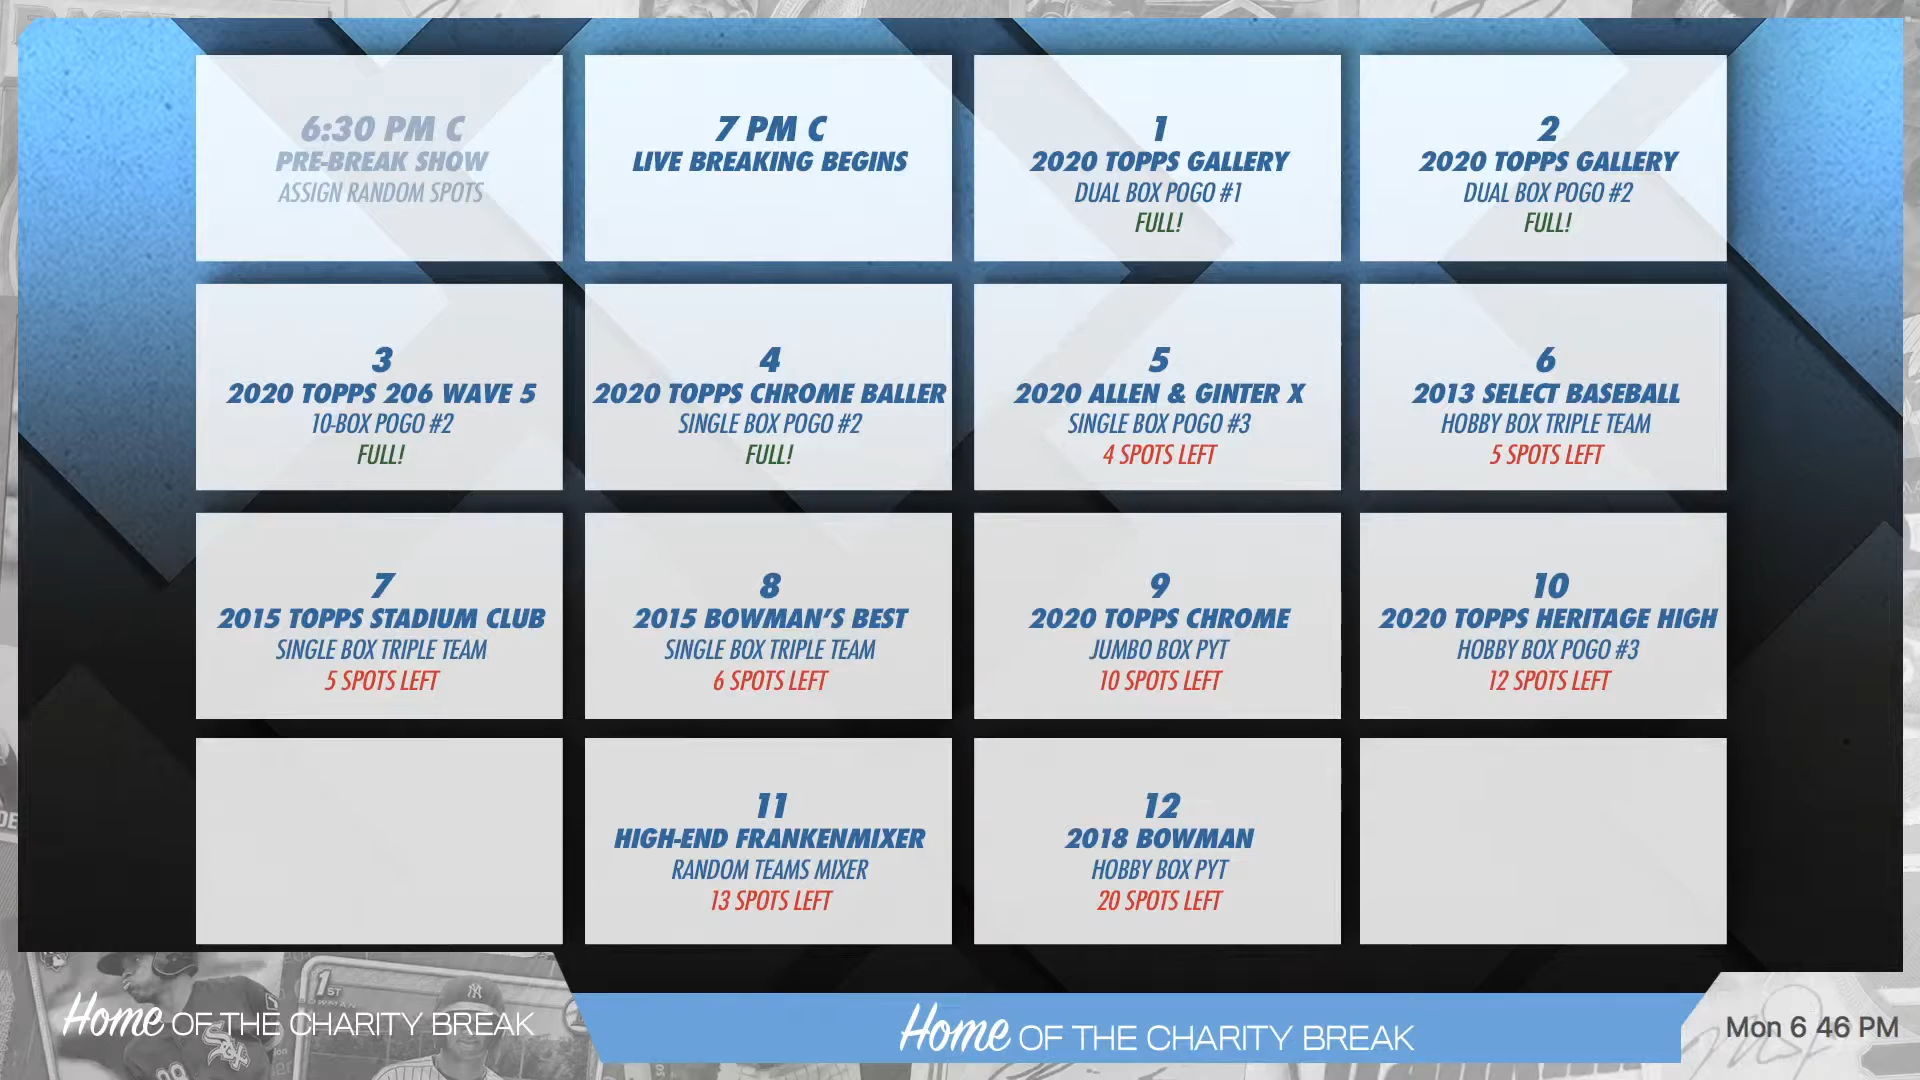 6:30 PM C
PRE-BREAK SHOW
ASSIGN RANDOM SPOTS
7 PM C
LIVE BREAKING BEGINS
1
2020 TOPPS GALLERY
DUAL BOX POGO #1
FULL!
2
2020 TOPPS GALLERY
DUAL BOX POGO #2
FULL!
3
2020 TOPPS 206 WAVE 5
10-BOX POGO #2
FULL!
4
2020 TOPPS CHROME BALLER
SINGLE BOX POGO #2
FULL!
5
2020 ALLEN & GINTER X
SINGLE BOX POGO #3
4 SPOTS LEFT
6
2013 SELECT BASEBALL
HOBBY BOX TRIPLE TEAM
5 SPOTS LEFT
7
2015 TOPPS STADIUM CLUB
SINGLE BOX TRIPLE TEAM
5 SPOTS LEFT
8
2015 BOWMAN'S BEST
SINGLE BOX TRIPLE TEAM
6 SPOTS LEFT
9
2020 TOPPS CHROME
JUMBO BOX PYT
10 SPOTS LEFT
10
2020 TOPPS HERITAGE HIGH
HOBBY BOX POGO #3
12 SPOTS LEFT
11
HIGH-END FRANKENMIXER
RANDOM TEAMS MIXER
13 SPOTS LEFT
12
2018 BOWMAN
HOBBY BOX PYT
20 SPOTS LEFT
1ST
BOWMAN
Home OF THE CHARITY BREAK
Sox
Home OF THE CHARITY BREAK
Mon 6 46 PM